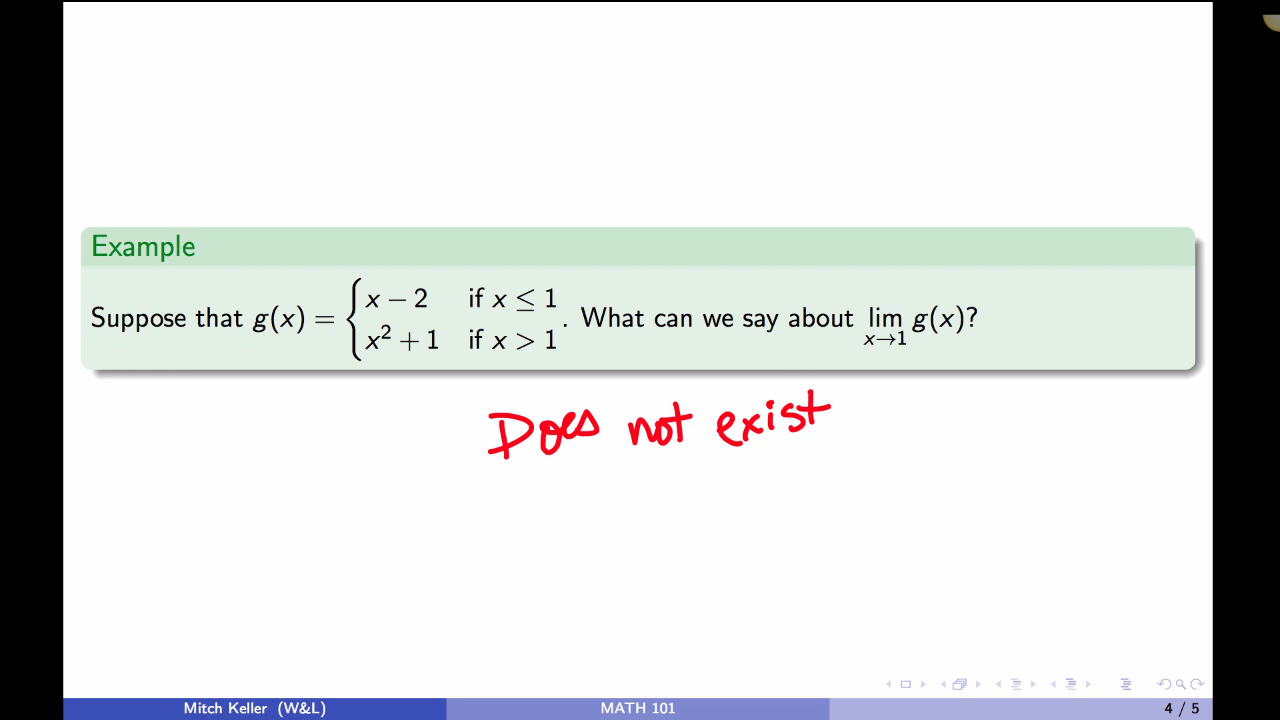 Example
Suppose that g(x) = { x − 2 if x ≤ 1
x² + 1 if x > 1 . What can we say about lim x→1 g(x)?
Does not exist
Mitch Keller (W&L) MATH 101 4 / 5